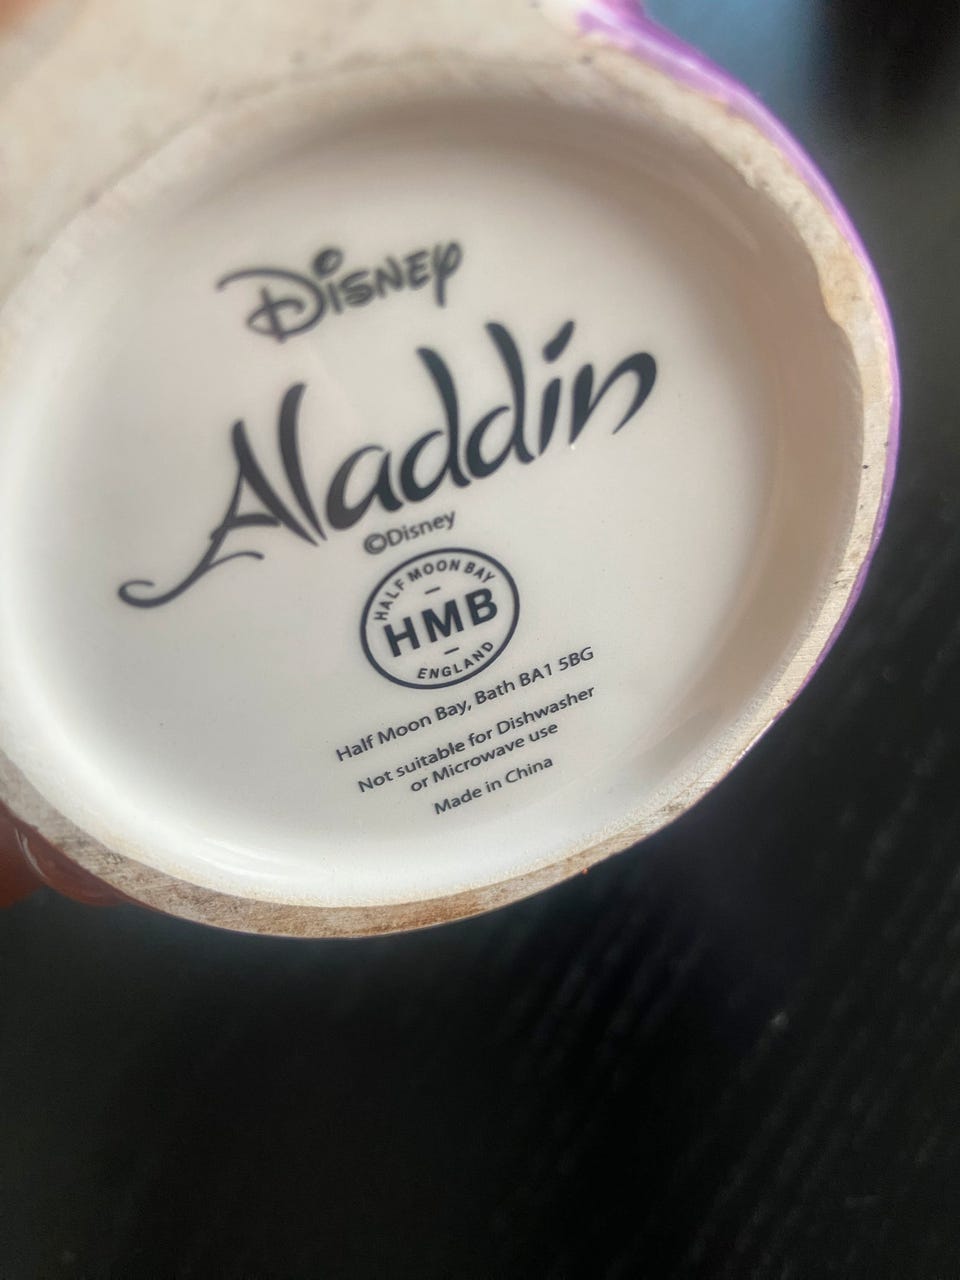 Disney
Aladdin
©Disney
HALF MOON BAY
HMB
ENGLAND
Half Moon Bay, Bath BA1 5BG
Not suitable for Dishwasher
or Microwave use
Made in China